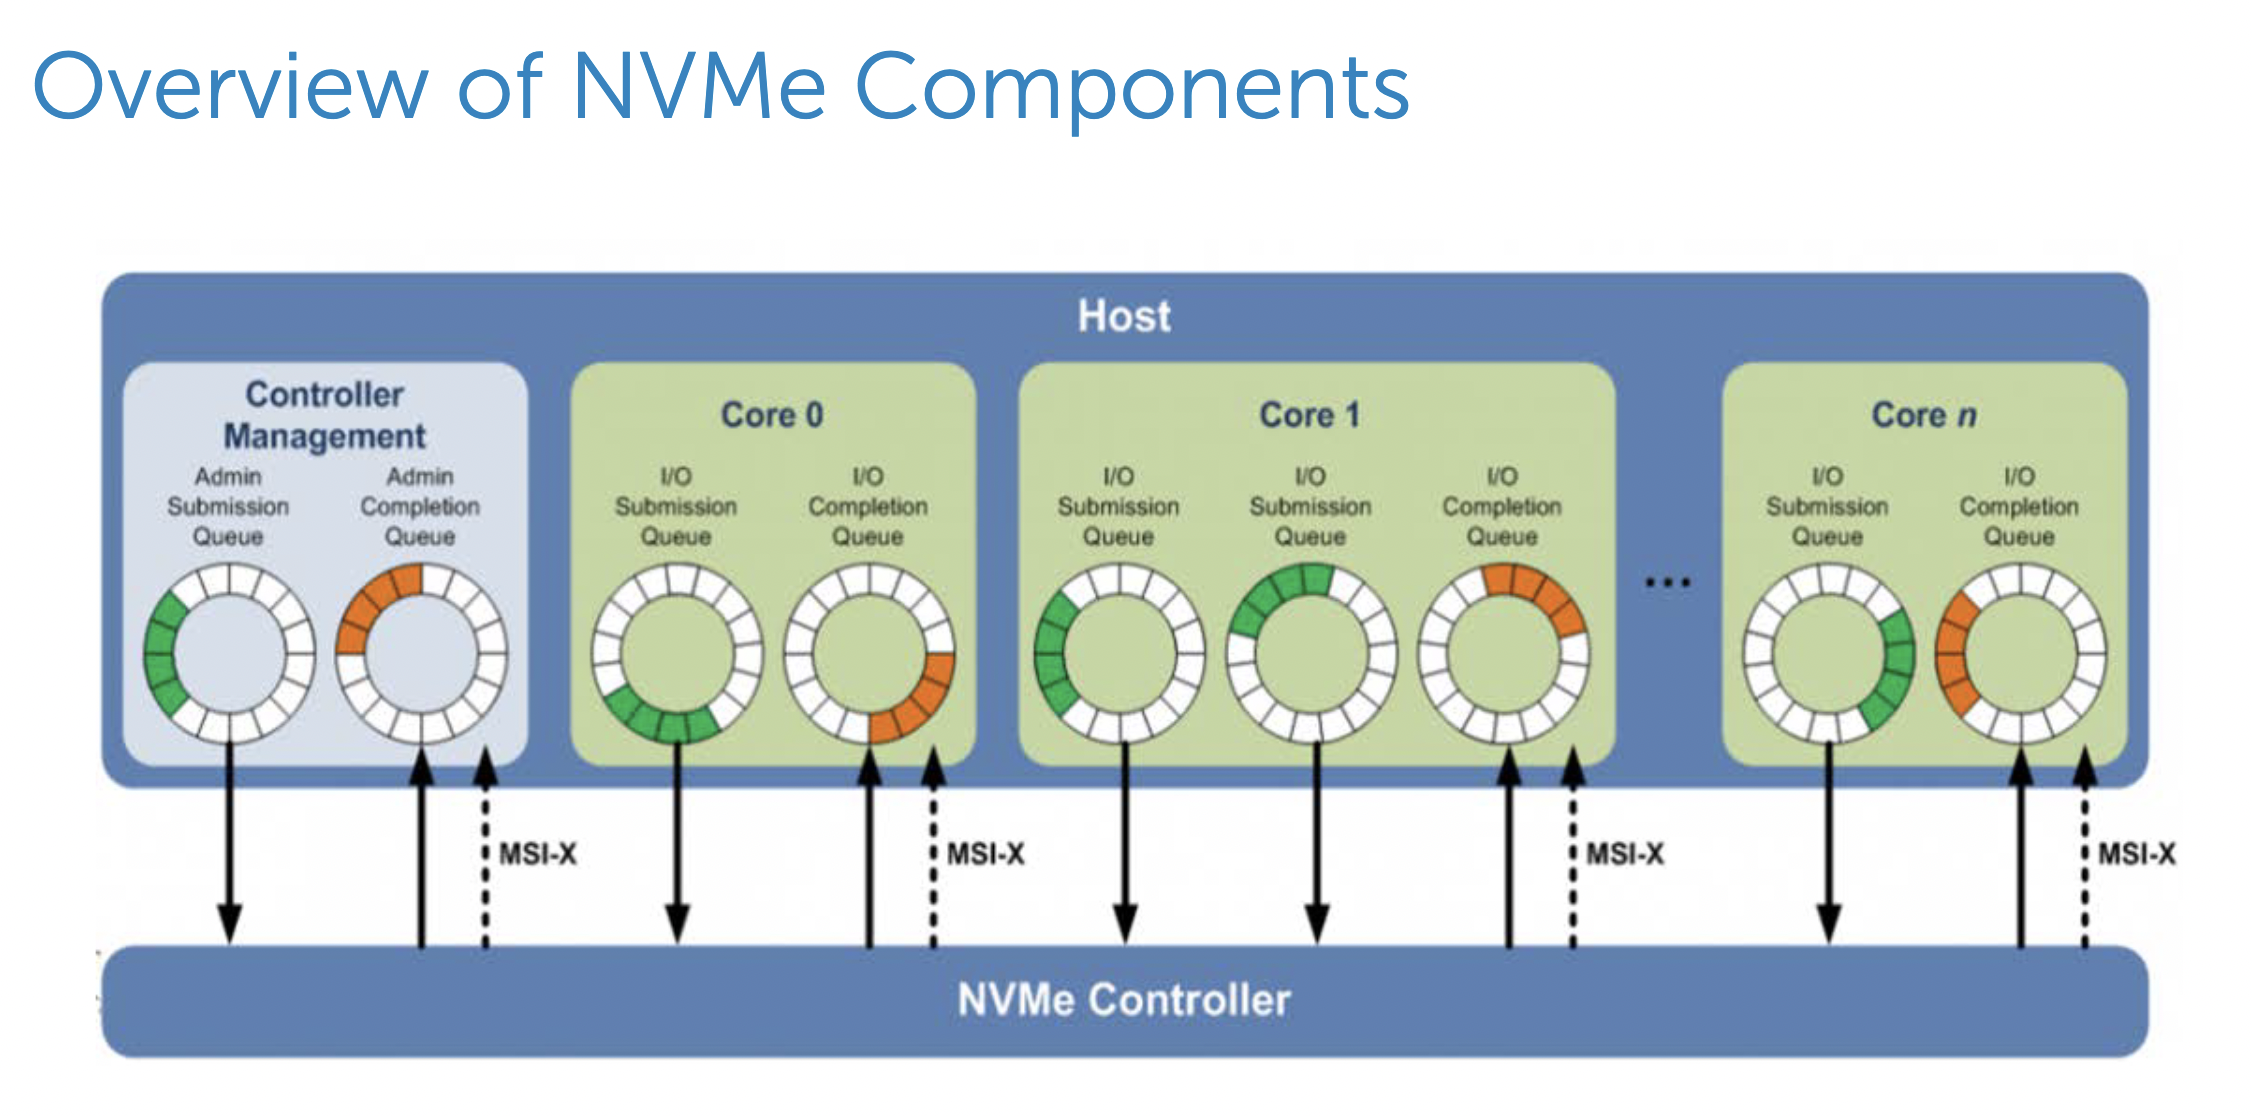 Overview of NVMe Components
Host
Controller
Management
Admin
Submission
Queue
Admin
Completion
Queue
Core 0
I/O
Submission
Queue
I/O
Completion
Queue
Core 1
I/O
Submission
Queue
I/O
Submission
Queue
I/O
Completion
Queue
...
Core n
I/O
Submission
Queue
I/O
Completion
Queue
MSI-X
MSI-X
MSI-X
MSI-X
NVMe Controller